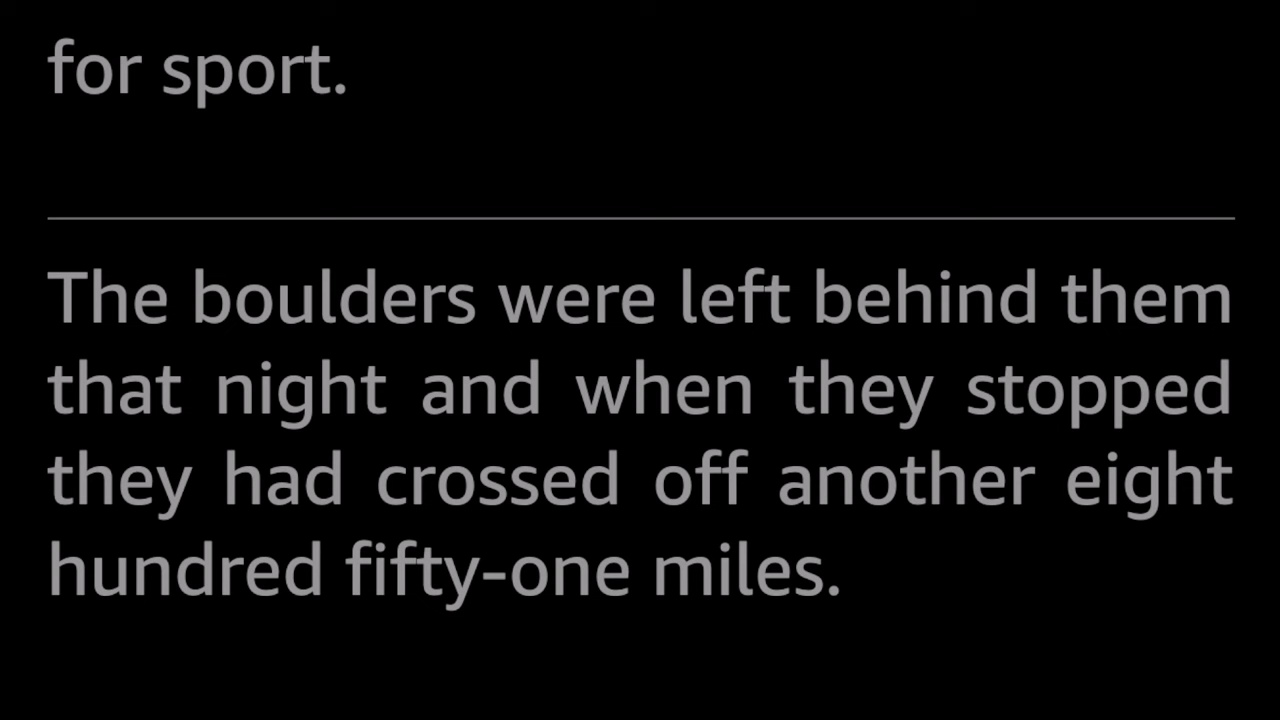 for sport.
The boulders were left behind them
that night and when they stopped
they had crossed off another eight
hundred fifty-one miles.